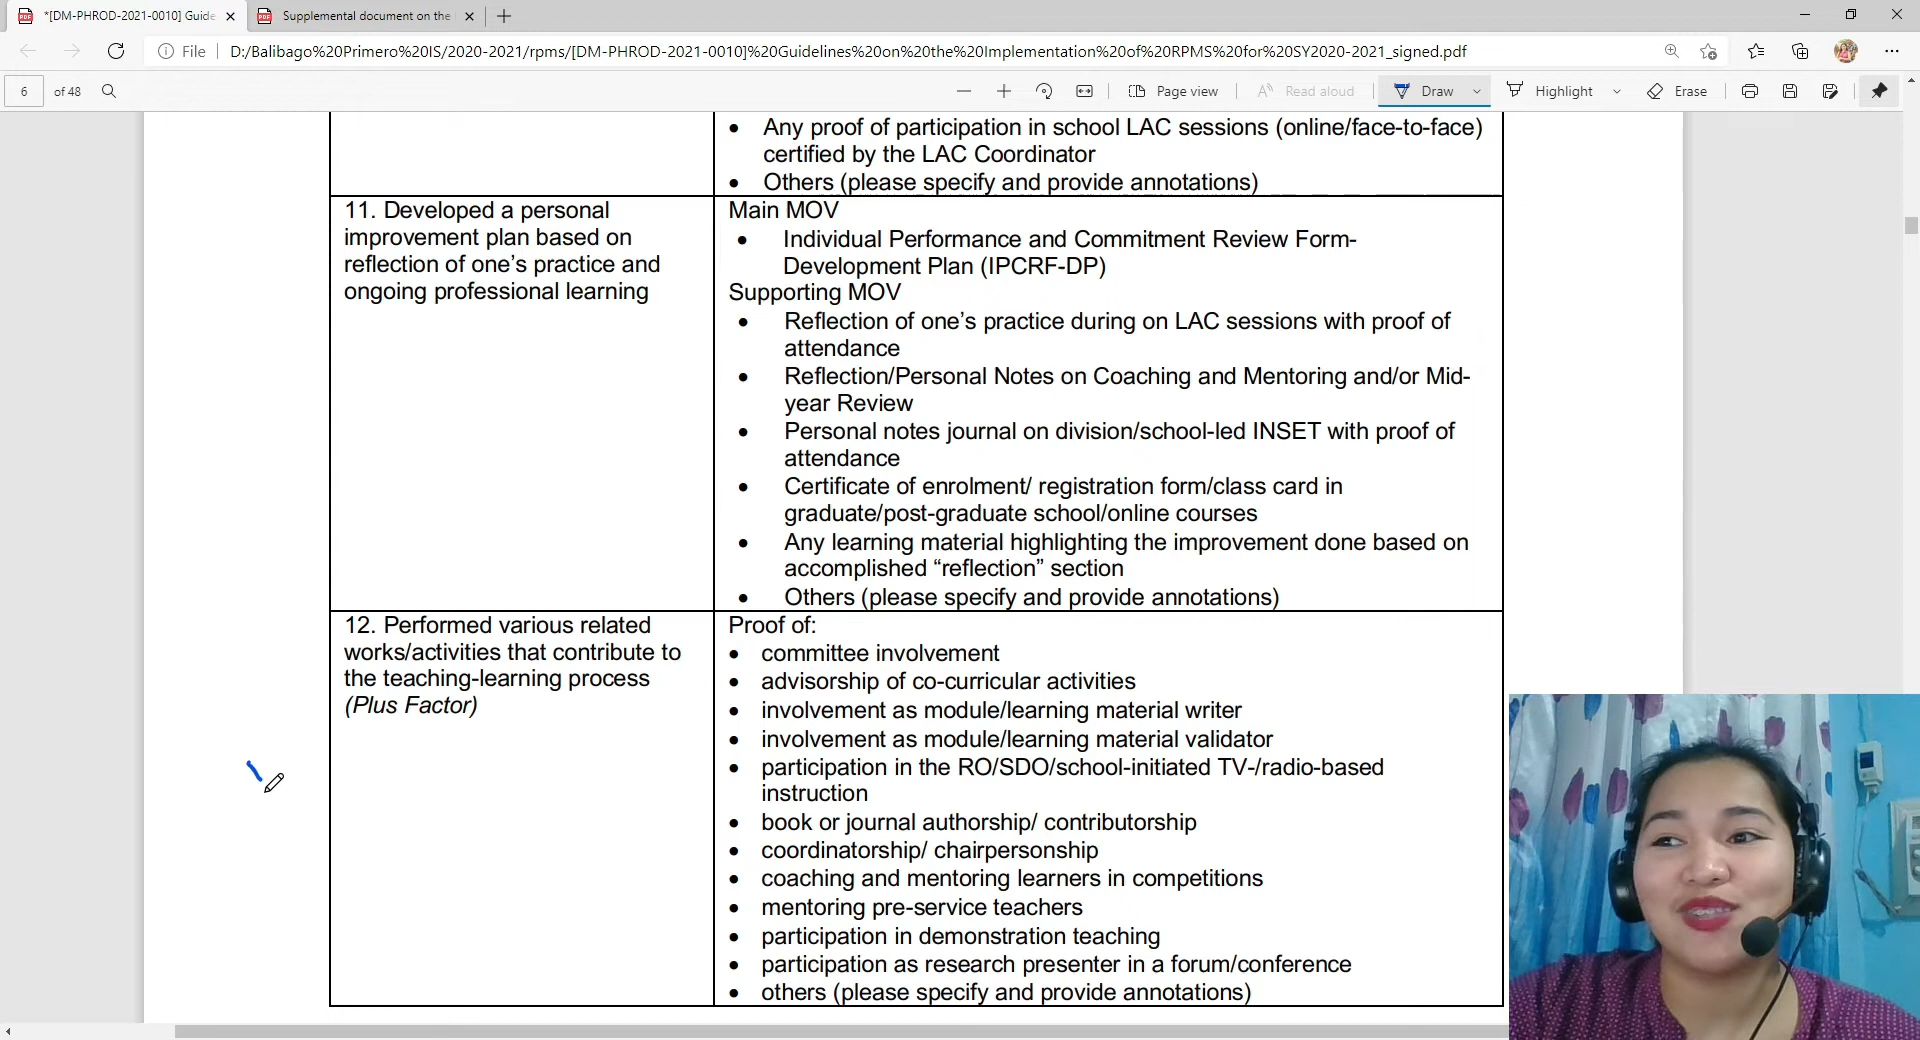 *[DM-PHROD-2021-0010] Guide
Supplemental document on the
File
D:/Balibago%20Primero%20IS/2020-2021/rpms/[DM-PHROD-2021-0010]%20Guidelines%20on%20the%20Implementation%20of%20RPMS%20for%20SY2020-2021_signed.pdf
6 of 48
Page view
Read aloud
Draw
Highlight
Erase
• Any proof of participation in school LAC sessions (online/face-to-face)
certified by the LAC Coordinator
• Others (please specify and provide annotations)
11. Developed a personal
improvement plan based on
reflection of one's practice and
ongoing professional learning
Main MOV
• Individual Performance and Commitment Review Form-
Development Plan (IPCRF-DP)
Supporting MOV
• Reflection of one’s practice during on LAC sessions with proof of
attendance
• Reflection/Personal Notes on Coaching and Mentoring and/or Mid-
year Review
• Personal notes journal on division/school-led INSET with proof of
attendance
• Certificate of enrolment/ registration form/class card in
graduate/post-graduate school/online courses
• Any learning material highlighting the improvement done based on
accomplished “reflection” section
• Others (please specify and provide annotations)
12. Performed various related
works/activities that contribute to
the teaching-learning process
(Plus Factor)
Proof of:
• committee involvement
• advisorship of co-curricular activities
• involvement as module/learning material writer
• involvement as module/learning material validator
• participation in the RO/SDO/school-initiated TV-/radio-based
instruction
• book or journal authorship/ contributorship
• coordinatorship/ chairpersonship
• coaching and mentoring learners in competitions
• mentoring pre-service teachers
• participation in demonstration teaching
• participation as research presenter in a forum/conference
• others (please specify and provide annotations)